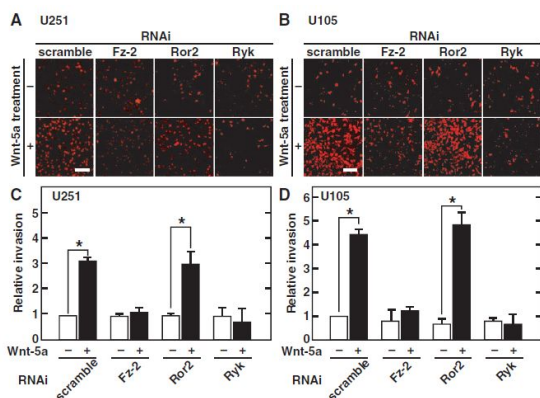 A U251
RNAi
scramble Fz-2 Ror2 Ryk
Wnt-5a treatment
−
+
B U105
RNAi
scramble Fz-2 Ror2 Ryk
Wnt-5a treatment
−
+
C U251
Relative invasion
5
4
3
2
1
0
* *
Wnt-5a − + − + − + − +
RNAi scramble Fz-2 Ror2 Ryk
D U105
Relative invasion
6
5
4
3
2
1
0
* *
− + − + − + − +
scramble Fz-2 Ror2 Ryk